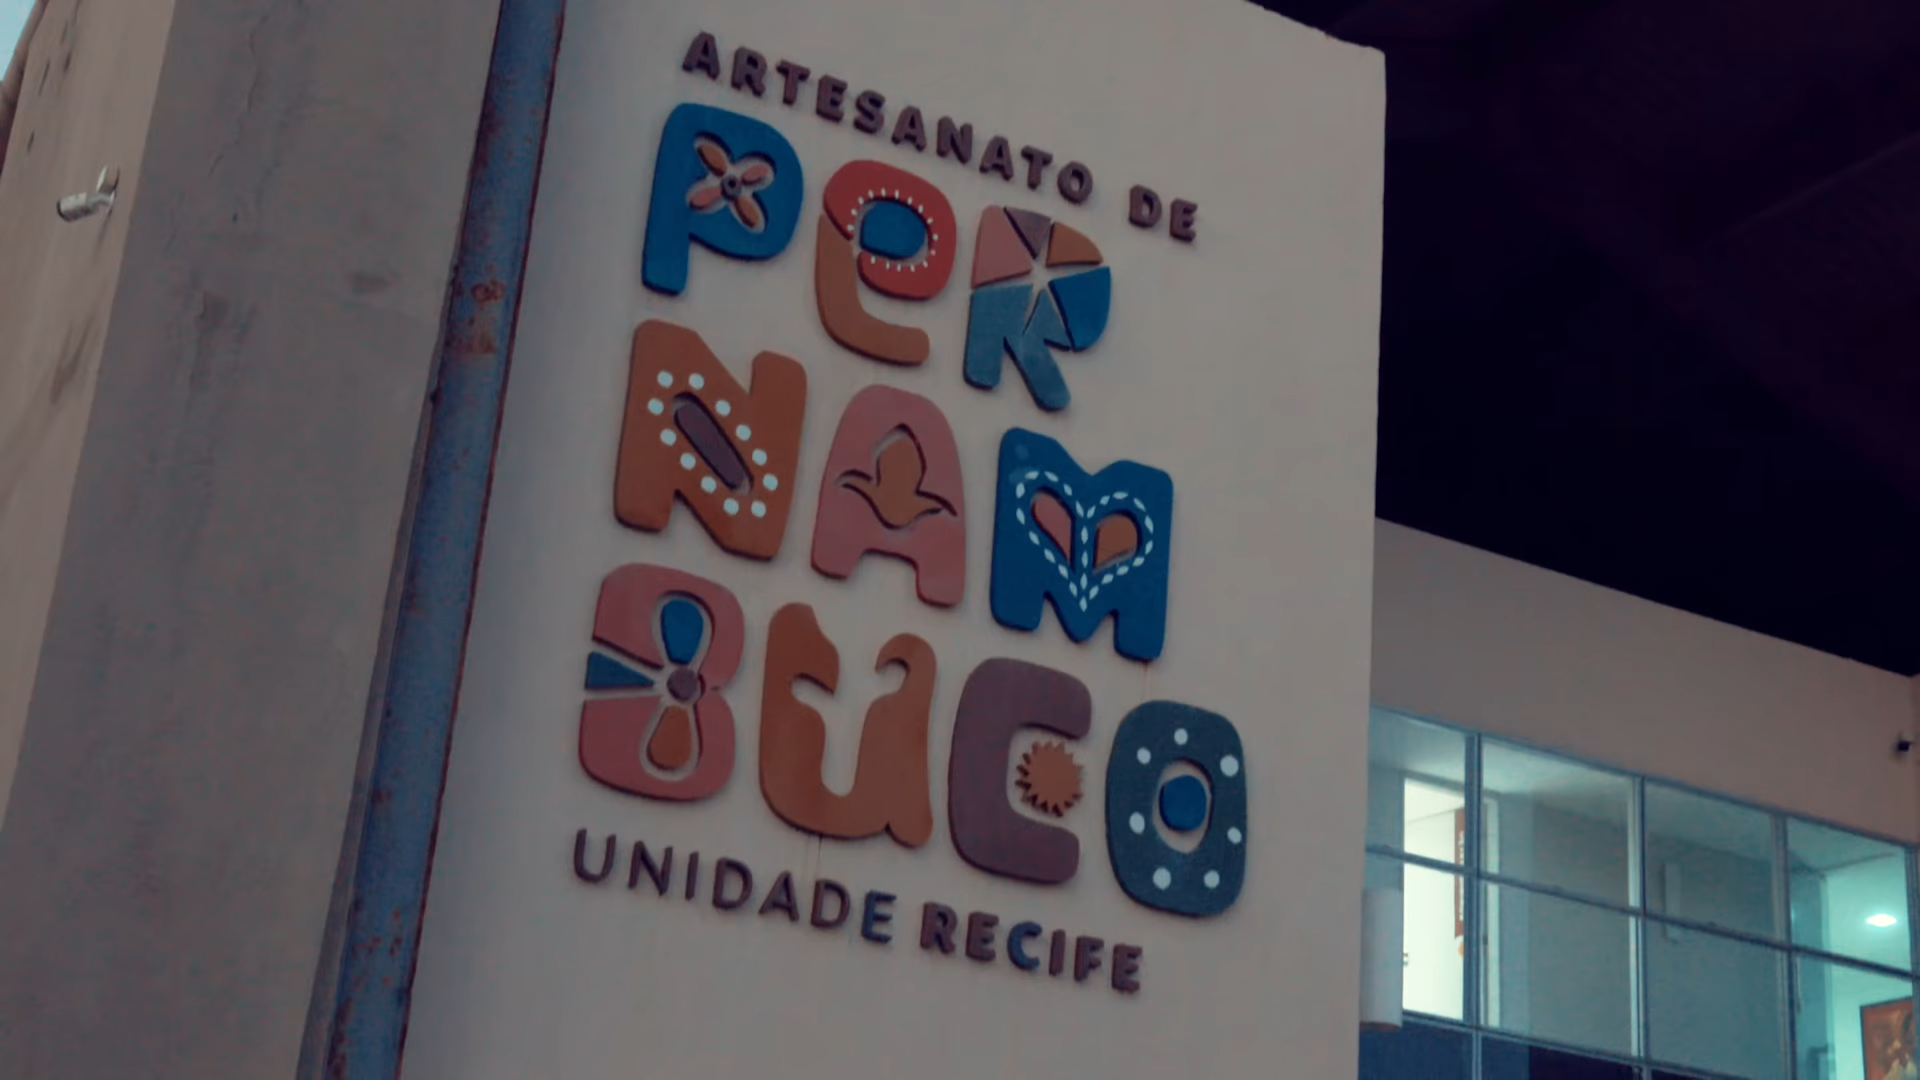 ARTESANATO DE
PER
NAM
BUCO
UNIDADE RECIFE